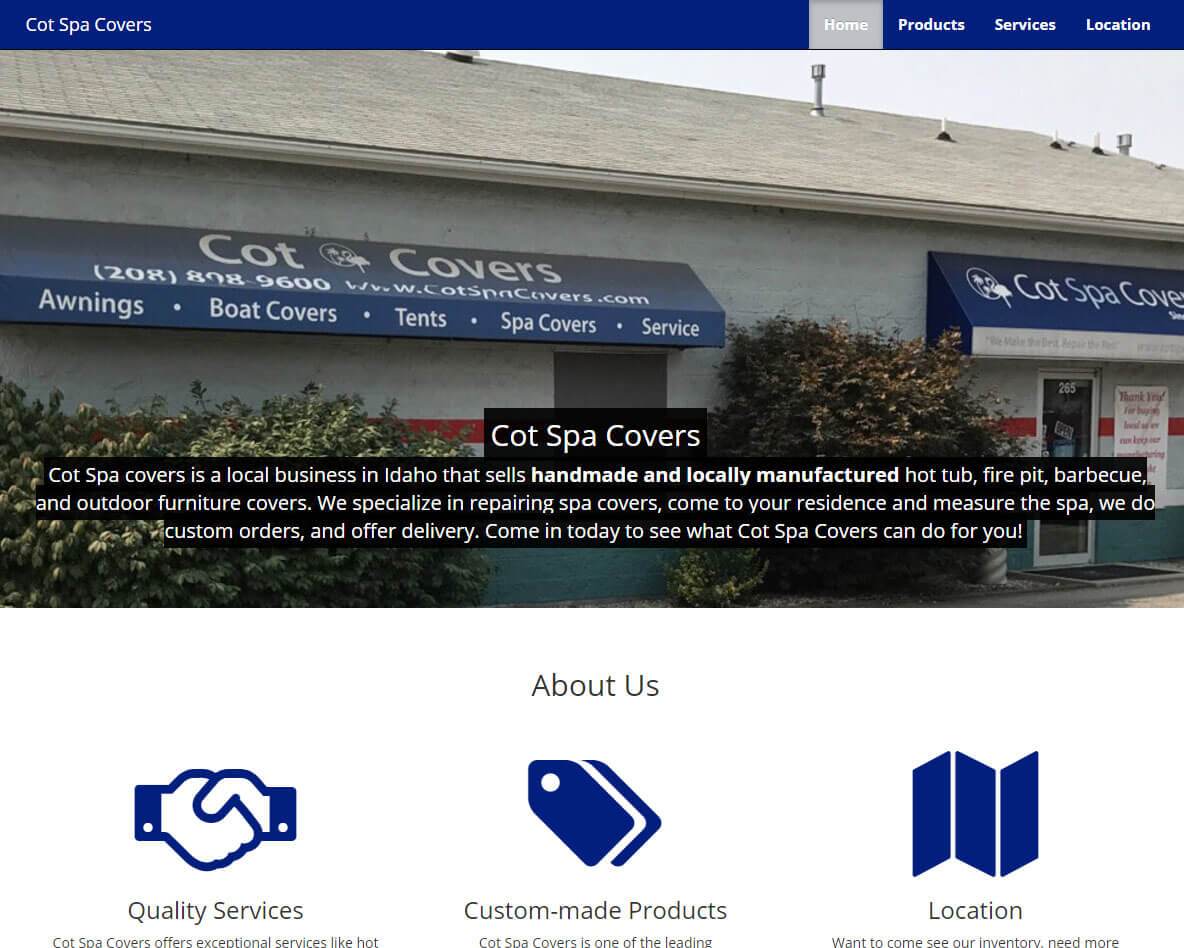 Cot Spa Covers
Home Products Services Location
Cot Covers
(208) 898-9600 www.CotSpaCovers.com
Awnings • Boat Covers • Tents • Spa Covers • Service
Cot Spa Cover
"We Make the Best, Repair the Rest"
265
OPEN
Thank You!
For buying
local so we
can keep our
manufacturing
Cot Spa Covers
Cot Spa covers is a local business in Idaho that sells handmade and locally manufactured hot tub, fire pit, barbecue,
and outdoor furniture covers. We specialize in repairing spa covers, come to your residence and measure the spa, we do
custom orders, and offer delivery. Come in today to see what Cot Spa Covers can do for you!
About Us
Quality Services
Custom-made Products
Location
Cot Spa Covers offers exceptional services like hot
Cot Spa Covers is one of the leading
Want to come see our inventory, need more